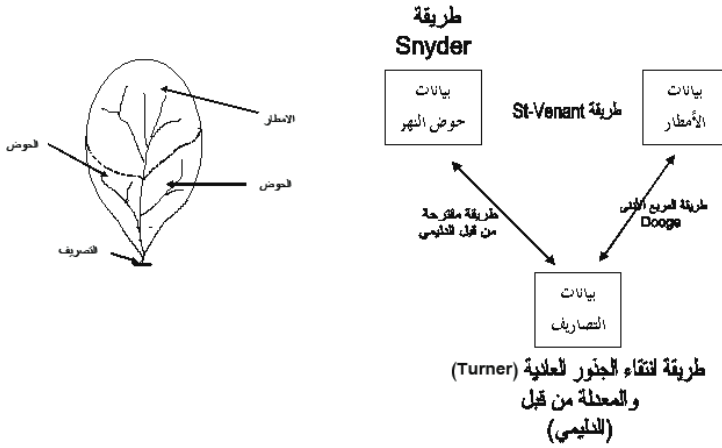 الامطار
الحوض
الحوض
التصريف
طريقة
Snyder
بيانات
حوض النهر
طريقة St-Venant
بيانات
الأمطار
طريقة مقترحة
من قبل الدليمي
طريقة المربع الأدنى
Dooge
بيانات
التصاريف
طريقة انتقاء الجذور العادية (Turner)
والمعدلة من قبل
(الدليمي)